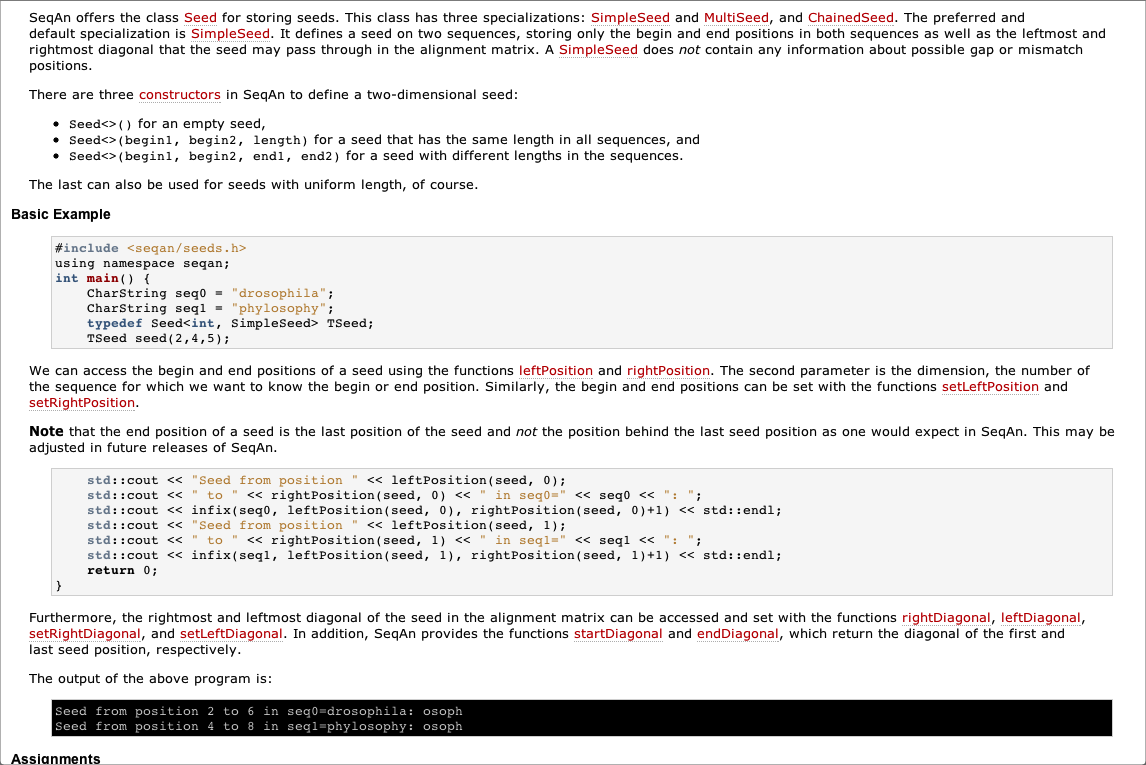 SeqAn offers the class Seed for storing seeds. This class has three specializations: SimpleSeed and MultiSeed, and ChainedSeed. The preferred and
default specialization is SimpleSeed. It defines a seed on two sequences, storing only the begin and end positions in both sequences as well as the leftmost and
rightmost diagonal that the seed may pass through in the alignment matrix. A SimpleSeed does not contain any information about possible gap or mismatch
positions.
There are three constructors in SeqAn to define a two-dimensional seed:
• Seed<>() for an empty seed,
• Seed<>(begin1, begin2, length) for a seed that has the same length in all sequences, and
• Seed<>(begin1, begin2, end1, end2) for a seed with different lengths in the sequences.
The last can also be used for seeds with uniform length, of course.
Basic Example
#include <seqan/seeds.h>
using namespace seqan;
int main() {
    CharString seq0 = "drosophila";
    CharString seq1 = "phylosophy";
    typedef Seed<int, SimpleSeed> TSeed;
    TSeed seed(2,4,5);
We can access the begin and end positions of a seed using the functions leftPosition and rightPosition. The second parameter is the dimension, the number of
the sequence for which we want to know the begin or end position. Similarly, the begin and end positions can be set with the functions setLeftPosition and
setRightPosition.
Note that the end position of a seed is the last position of the seed and not the position behind the last seed position as one would expect in SeqAn. This may be
adjusted in future releases of SeqAn.
    std::cout << "Seed from position " << leftPosition(seed, 0);
    std::cout << " to " << rightPosition(seed, 0) << " in seq0=" << seq0 << ": ";
    std::cout << infix(seq0, leftPosition(seed, 0), rightPosition(seed, 0)+1) << std::endl;
    std::cout << "Seed from position " << leftPosition(seed, 1);
    std::cout << " to " << rightPosition(seed, 1) << " in seq1=" << seq1 << ": ";
    std::cout << infix(seq1, leftPosition(seed, 1), rightPosition(seed, 1)+1) << std::endl;
    return 0;
}
Furthermore, the rightmost and leftmost diagonal of the seed in the alignment matrix can be accessed and set with the functions rightDiagonal, leftDiagonal,
setRightDiagonal, and setLeftDiagonal. In addition, SeqAn provides the functions startDiagonal and endDiagonal, which return the diagonal of the first and
last seed position, respectively.
The output of the above program is:
Seed from position 2 to 6 in seq0=drosophila: osoph
Seed from position 4 to 8 in seq1=phylosophy: osoph
Assignments